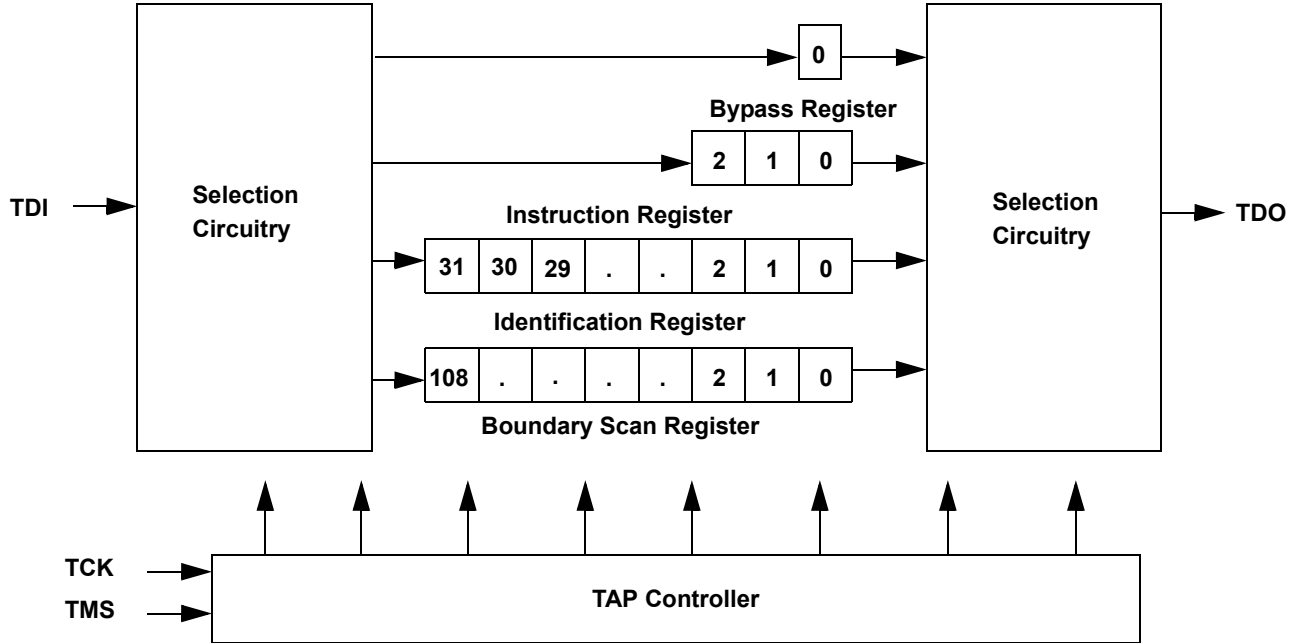 0
Bypass Register
2 1 0
Selection
Circuitry
Selection
Circuitry
TDI
TDO
Instruction Register
31 30 29 . . 2 1 0
Identification Register
108 . . . . 2 1 0
Boundary Scan Register
TCK
TMS
TAP Controller